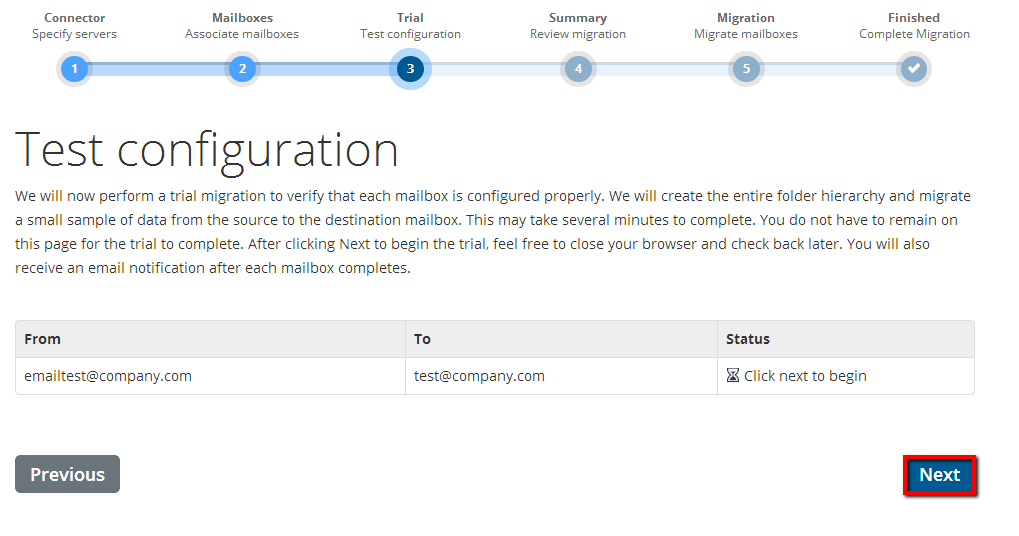 Connector
Specify servers
Mailboxes
Associate mailboxes
Trial
Test configuration
Summary
Review migration
Migration
Migrate mailboxes
Finished
Complete Migration
1
2
3
4
5
Test configuration
We will now perform a trial migration to verify that each mailbox is configured properly. We will create the entire folder hierarchy and migrate
a small sample of data from the source to the destination mailbox. This may take several minutes to complete. You do not have to remain on
this page for the trial to complete. After clicking Next to begin the trial, feel free to close your browser and check back later. You will also
receive an email notification after each mailbox completes.
From To Status
emailtest@company.com test@company.com Click next to begin
Previous
Next